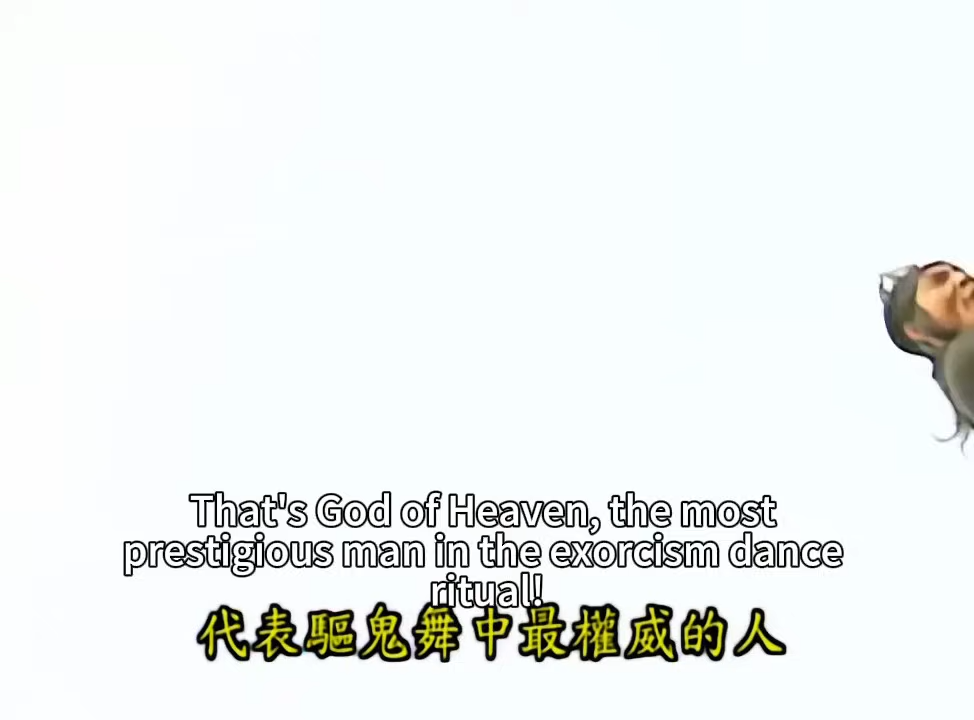 That's God of Heaven, the most
prestigious man in the exorcism dance
ritual!
代表驅鬼舞中最權威的人